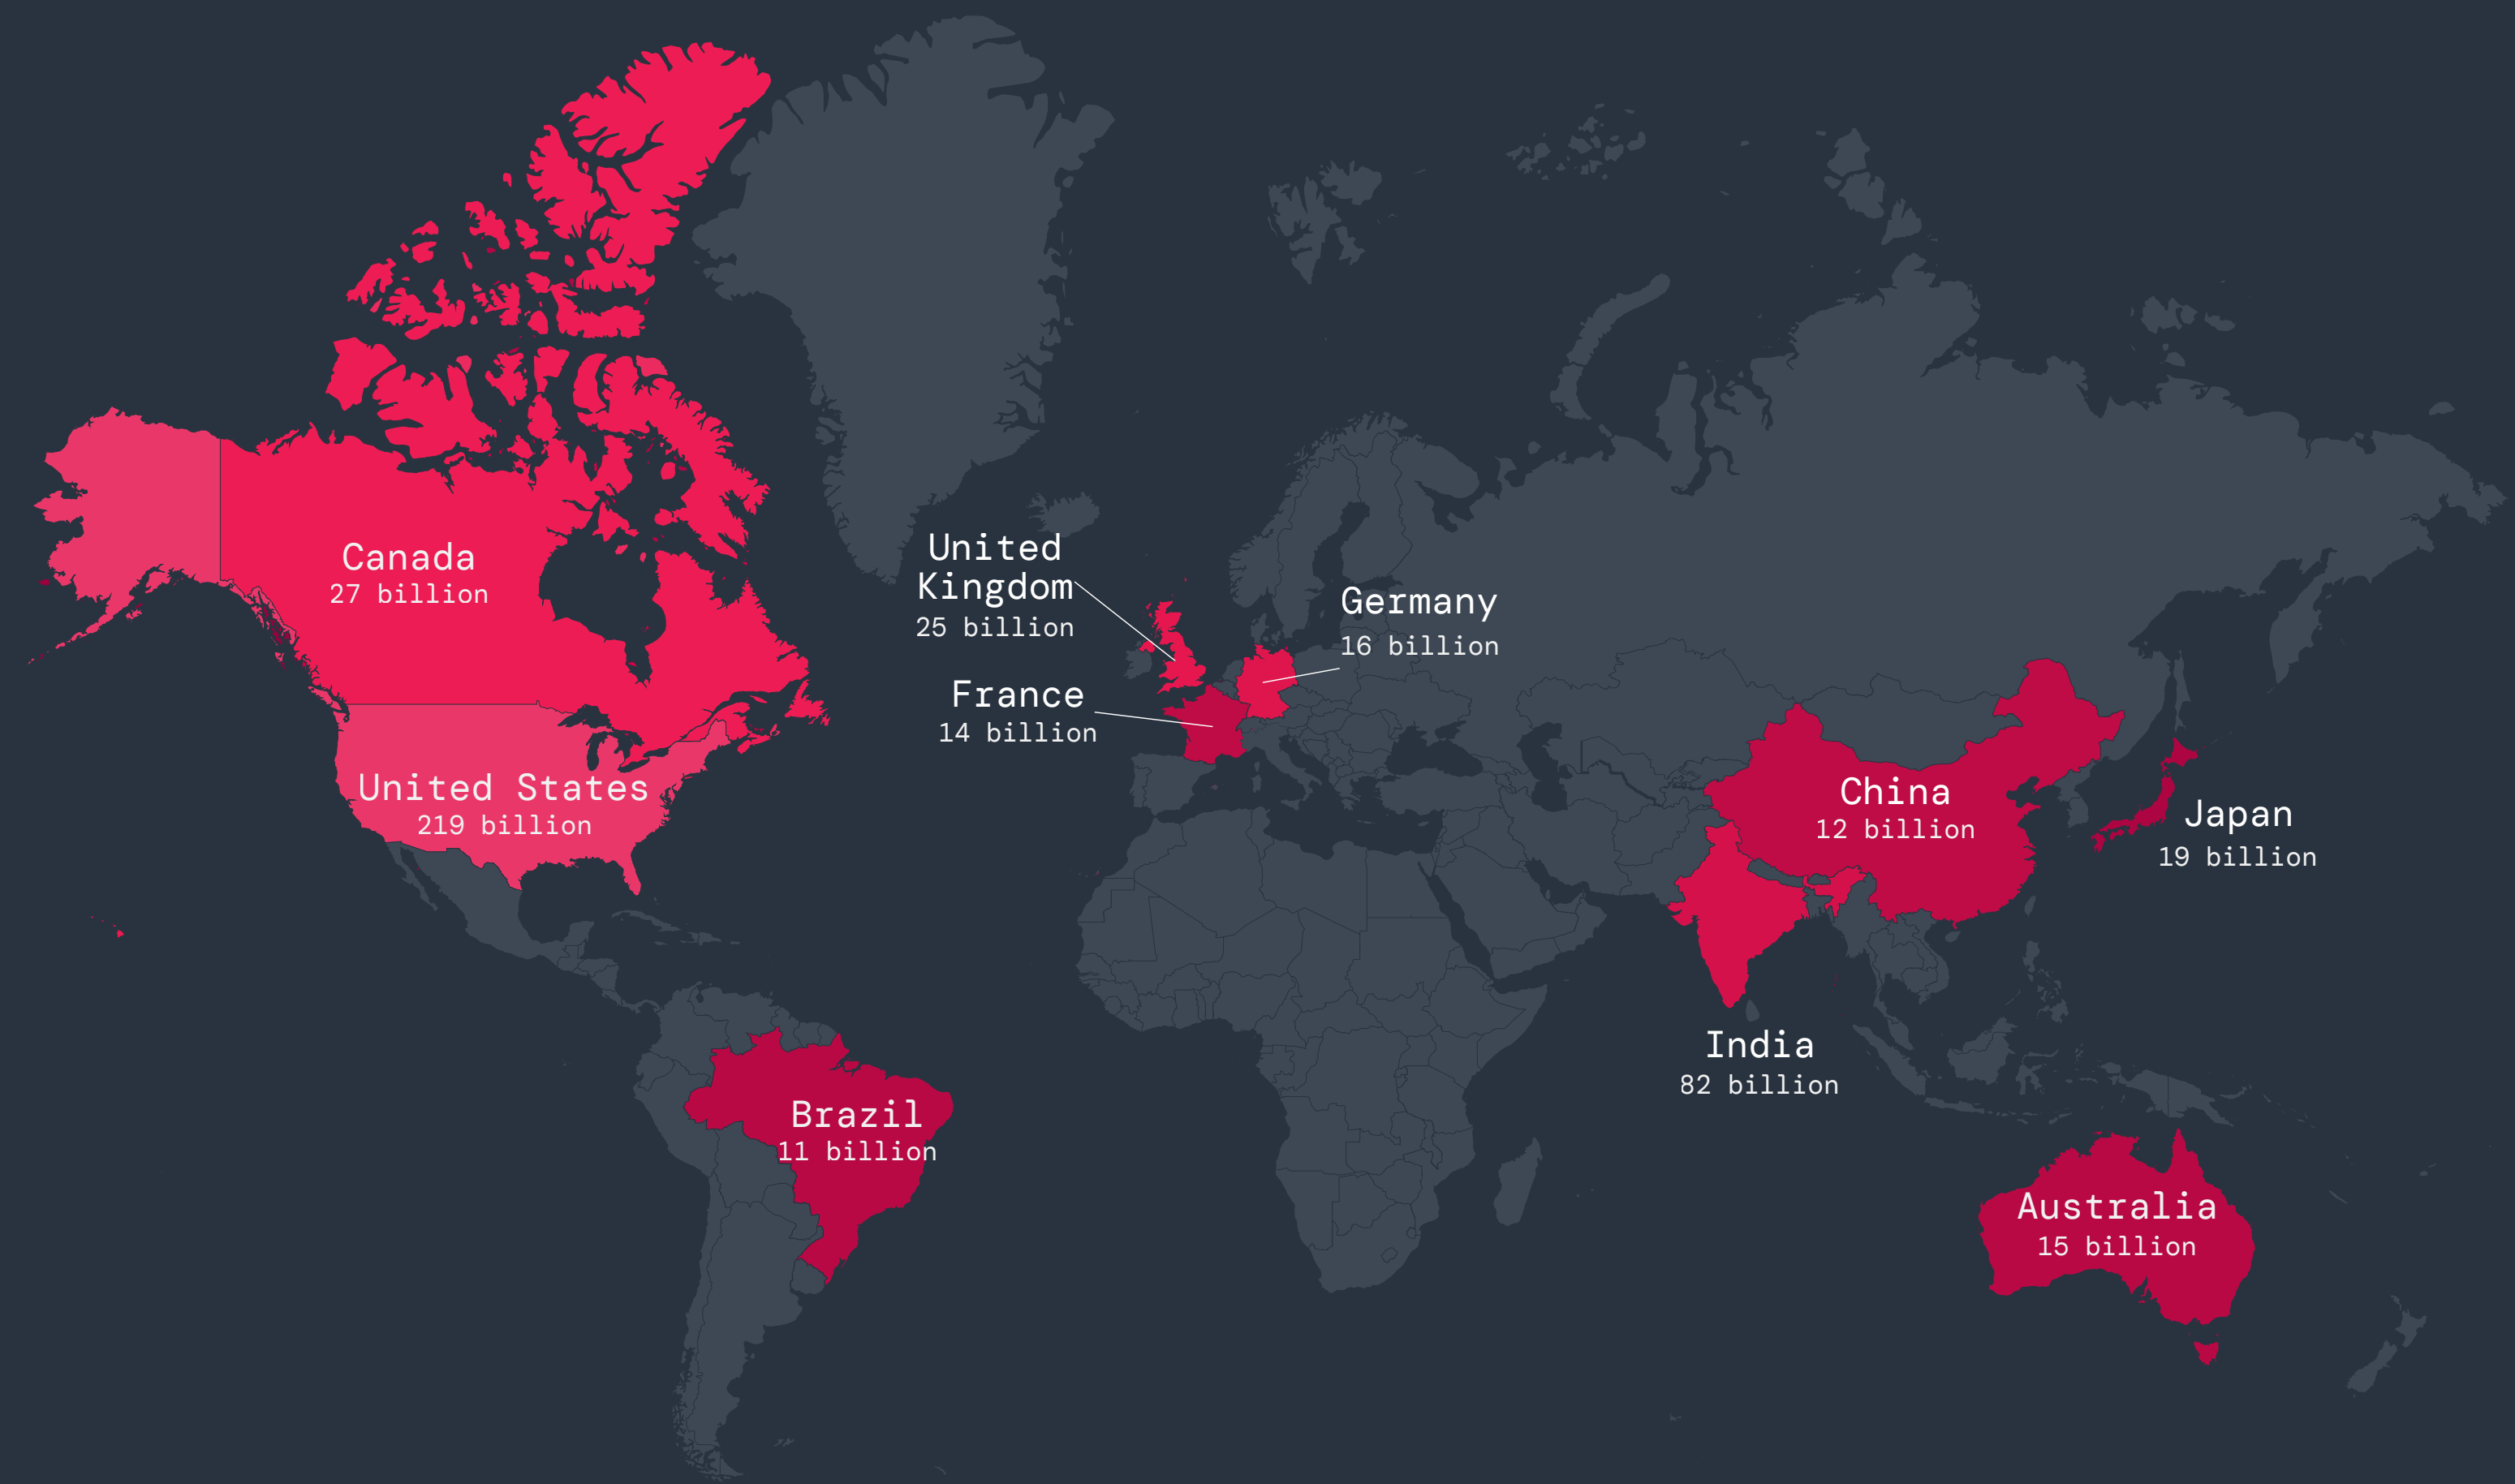 Canada
27 billion
United
Kingdom
25 billion
Germany
16 billion
France
14 billion
United States
219 billion
China
12 billion
Japan
19 billion
India
82 billion
Brazil
11 billion
Australia
15 billion